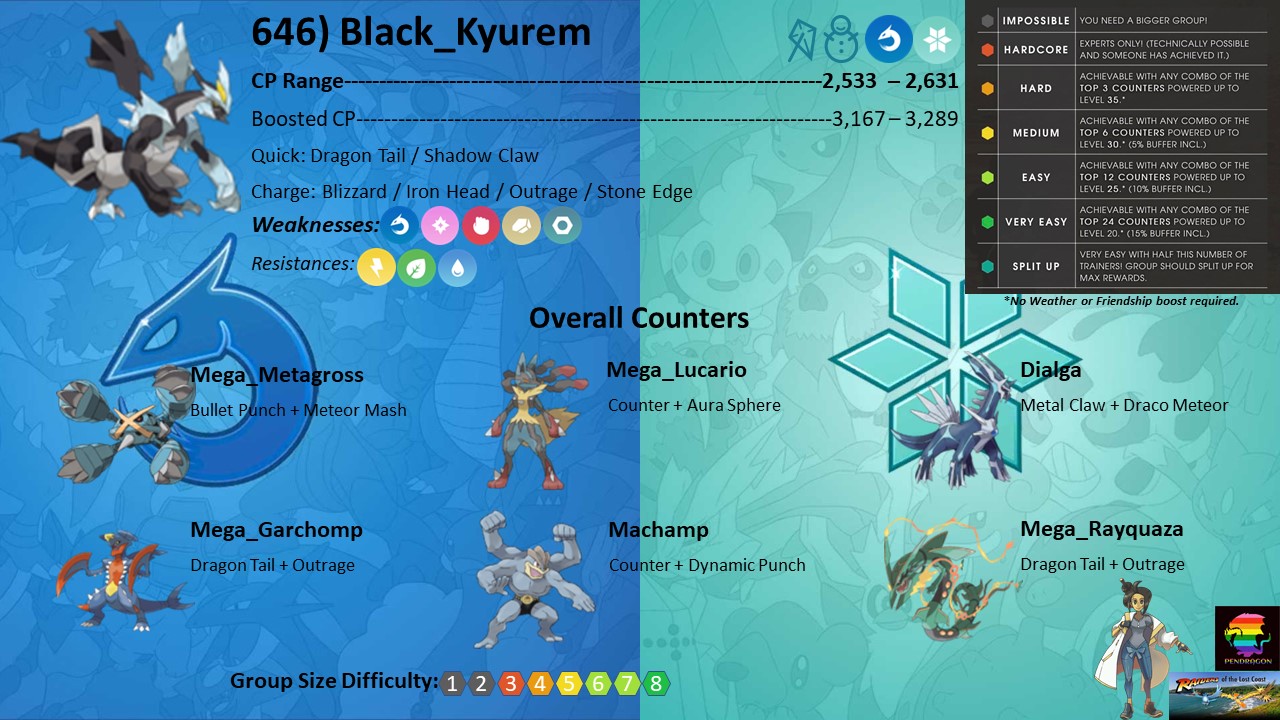 646) Black_Kyurem
CP Range-----------------------------------------------------------------------------2,533 – 2,631
Boosted CP-----------------------------------------------------------------------------3,167 – 3,289
Quick: Dragon Tail / Shadow Claw
Charge: Blizzard / Iron Head / Outrage / Stone Edge
Weaknesses:
Resistances:
IMPOSSIBLE YOU NEED A BIGGER GROUP!
HARDCORE EXPERTS ONLY! (TECHNICALLY POSSIBLE
AND SOMEONE HAS ACHIEVED IT.)
HARD ACHIEVABLE WITH ANY COMBO OF THE
TOP 3 COUNTERS POWERED UP TO
LEVEL 35.*
MEDIUM ACHIEVABLE WITH ANY COMBO OF THE
TOP 6 COUNTERS POWERED UP TO
LEVEL 30.* (5% BUFFER INCL.)
EASY ACHIEVABLE WITH ANY COMBO OF THE
TOP 12 COUNTERS POWERED UP TO
LEVEL 25.* (10% BUFFER INCL.)
VERY EASY ACHIEVABLE WITH ANY COMBO OF THE
TOP 24 COUNTERS POWERED UP TO
LEVEL 20.* (15% BUFFER INCL.)
SPLIT UP VERY EASY WITH HALF THIS NUMBER OF
TRAINERS! GROUP SHOULD SPLIT UP FOR
MAX REWARDS.
*No Weather or Friendship boost required.
Overall Counters
Mega_Metagross
Bullet Punch + Meteor Mash
Mega_Lucario
Counter + Aura Sphere
Dialga
Metal Claw + Draco Meteor
Mega_Garchomp
Dragon Tail + Outrage
Machamp
Counter + Dynamic Punch
Mega_Rayquaza
Dragon Tail + Outrage
Group Size Difficulty: 1 2 3 4 5 6 7 8
PENDRAGON
RAIDERS of the Lost Coast